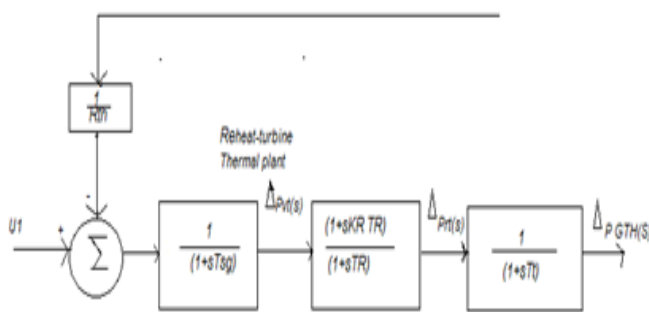 1
Rth
Reheat-turbine
Thermal plant
-
U1
+
Σ
1
(1+sTsg)
Δ Pvt(s)
(1+sKR TR)
(1+sTR)
Δ Prt(s)
1
(1+sTt)
Δ P GTH(S)